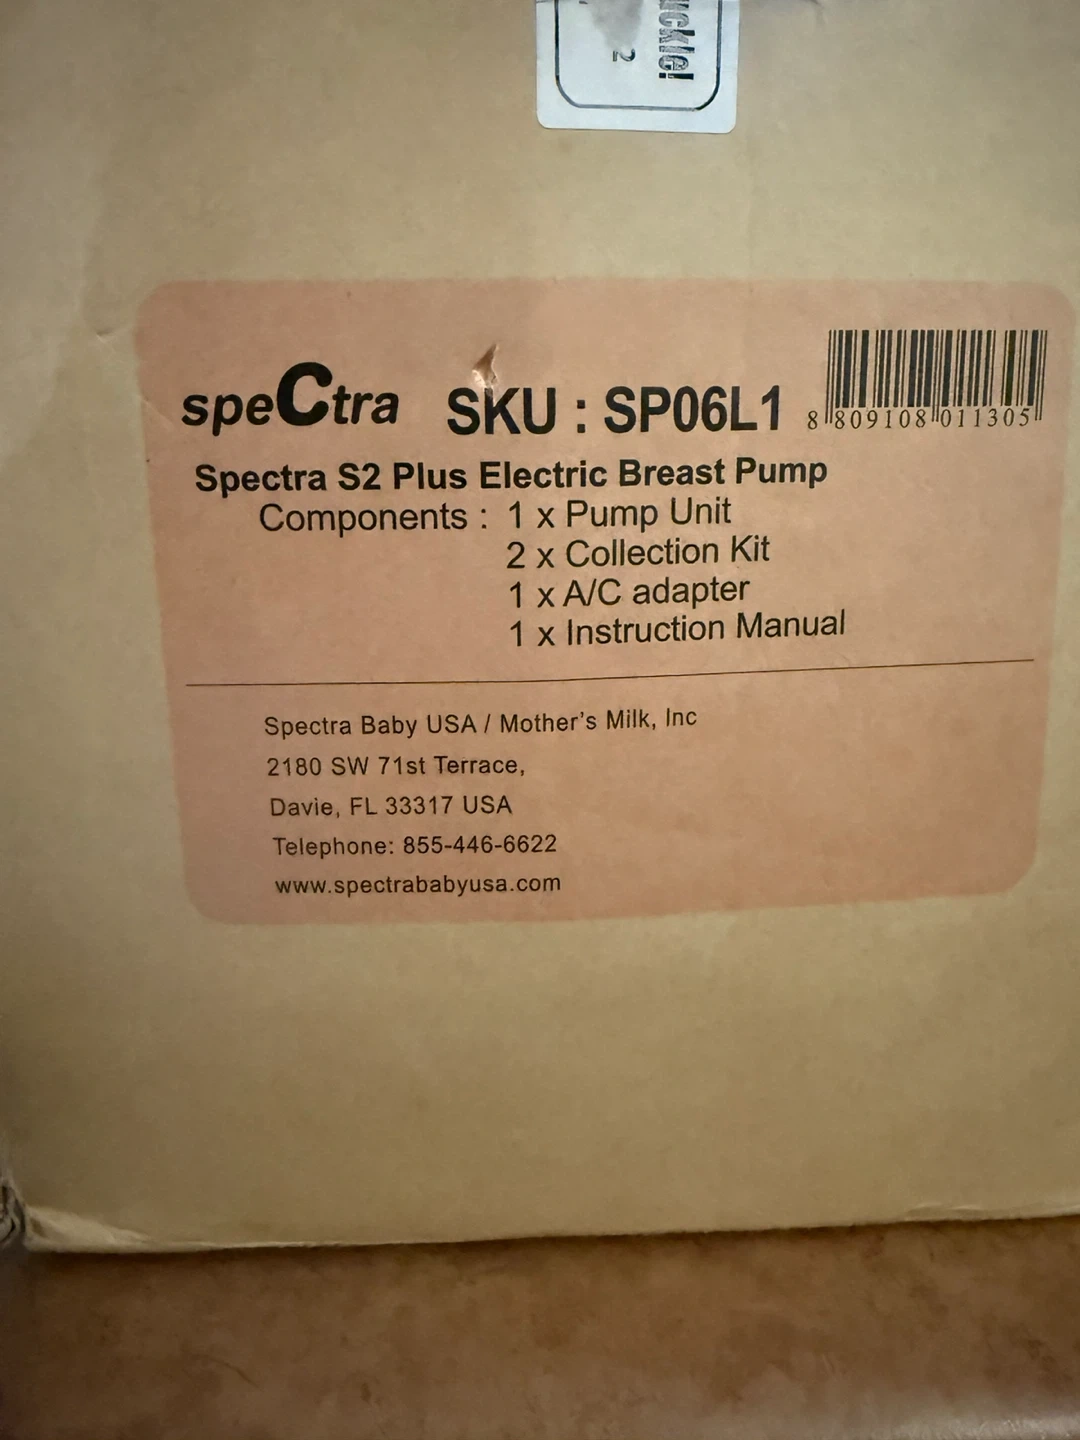 2
speCtra SKU : SP06L1
8 809108 011305
Spectra S2 Plus Electric Breast Pump
Components : 1 x Pump Unit
2 x Collection Kit
1 x A/C adapter
1 x Instruction Manual
Spectra Baby USA / Mother's Milk, Inc
2180 SW 71st Terrace,
Davie, FL 33317 USA
Telephone: 855-446-6622
www.spectrababyusa.com